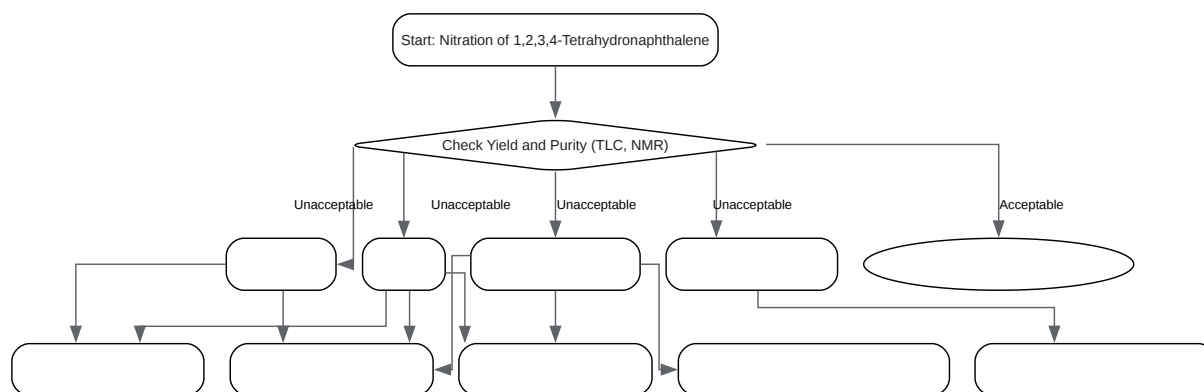 Start: Nitration of 1,2,3,4-Tetrahydronaphthalene
Check Yield and Purity (TLC, NMR)
Unacceptable
Unacceptable
Unacceptable
Unacceptable
Acceptable